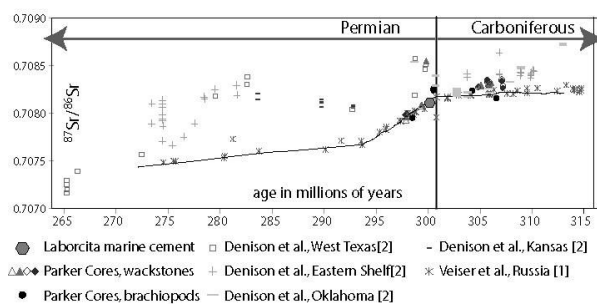 0.7090
Permian
Carboniferous
0.7085
0.7080
0.7075
0.7070
87Sr/86Sr
age in millions of years
265 270 275 280 285 290 295 300 305 310 315
Laborcita marine cement
Denison et al., West Texas[2]
Denison et al., Kansas [2]
Parker Cores, wackstones
Denison et al., Eastern Shelf[2]
Veiser et al., Russia [1]
Parker Cores, brachiopods
Denison et al., Oklahoma [2]